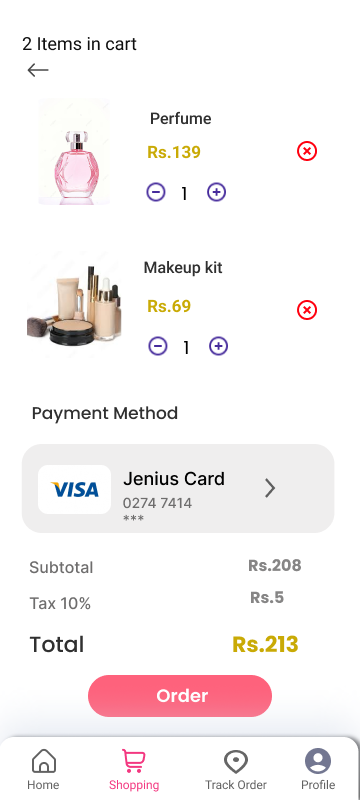 2 Items in cart
Perfume
Rs.139
1
Makeup kit
Rs.69
1
Payment Method
VISA
Jenius Card
0274 7414
***
Subtotal Rs.208
Tax 10% Rs.5
Total Rs.213
Order
Home Shopping Track Order Profile